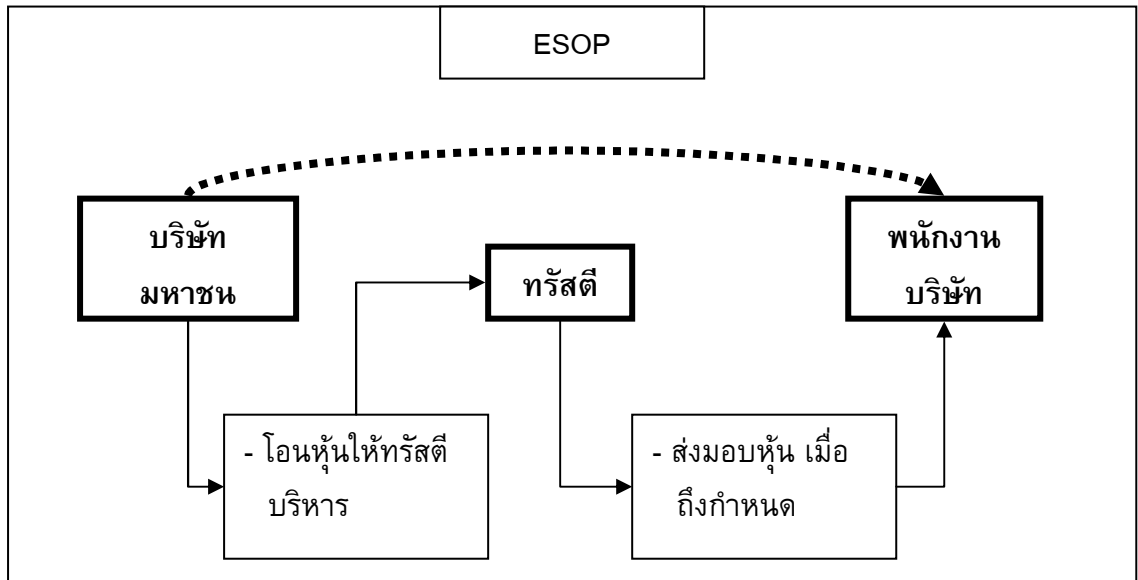 ESOP
บริษัท
มหาชน
ทรัสตี
พนักงาน
บริษัท
- โอนหุ้นให้ทรัสตี
บริหาร
- ส่งมอบหุ้น เมื่อ
ถึงกำหนด